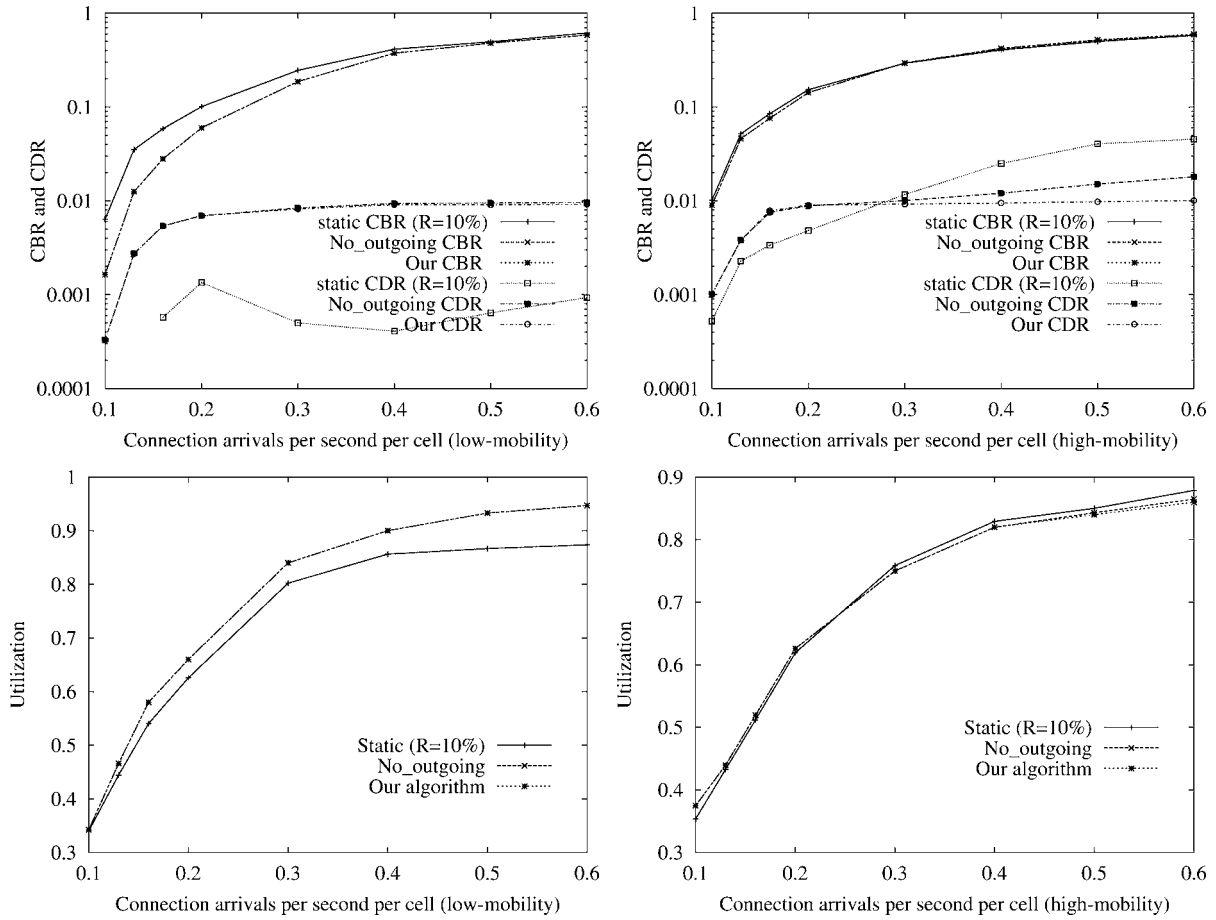 1
0.1
0.01
0.001
0.0001
CBR and CDR
static CBR (R=10%)
No_outgoing CBR
Our CBR
static CDR (R=10%)
No_outgoing CDR
Our CDR
0.1 0.2 0.3 0.4 0.5 0.6
Connection arrivals per second per cell (low-mobility)
1
0.1
0.01
0.001
0.0001
CBR and CDR
static CBR (R=10%)
No_outgoing CBR
Our CBR
static CDR (R=10%)
No_outgoing CDR
Our CDR
0.1 0.2 0.3 0.4 0.5 0.6
Connection arrivals per second per cell (high-mobility)
1
0.9
0.8
0.7
0.6
0.5
0.4
0.3
Utilization
Static (R=10%)
No_outgoing
Our algorithm
0.1 0.2 0.3 0.4 0.5 0.6
Connection arrivals per second per cell (low-mobility)
0.9
0.8
0.7
0.6
0.5
0.4
0.3
Utilization
Static (R=10%)
No_outgoing
Our algorithm
0.1 0.2 0.3 0.4 0.5 0.6
Connection arrivals per second per cell (high-mobility)